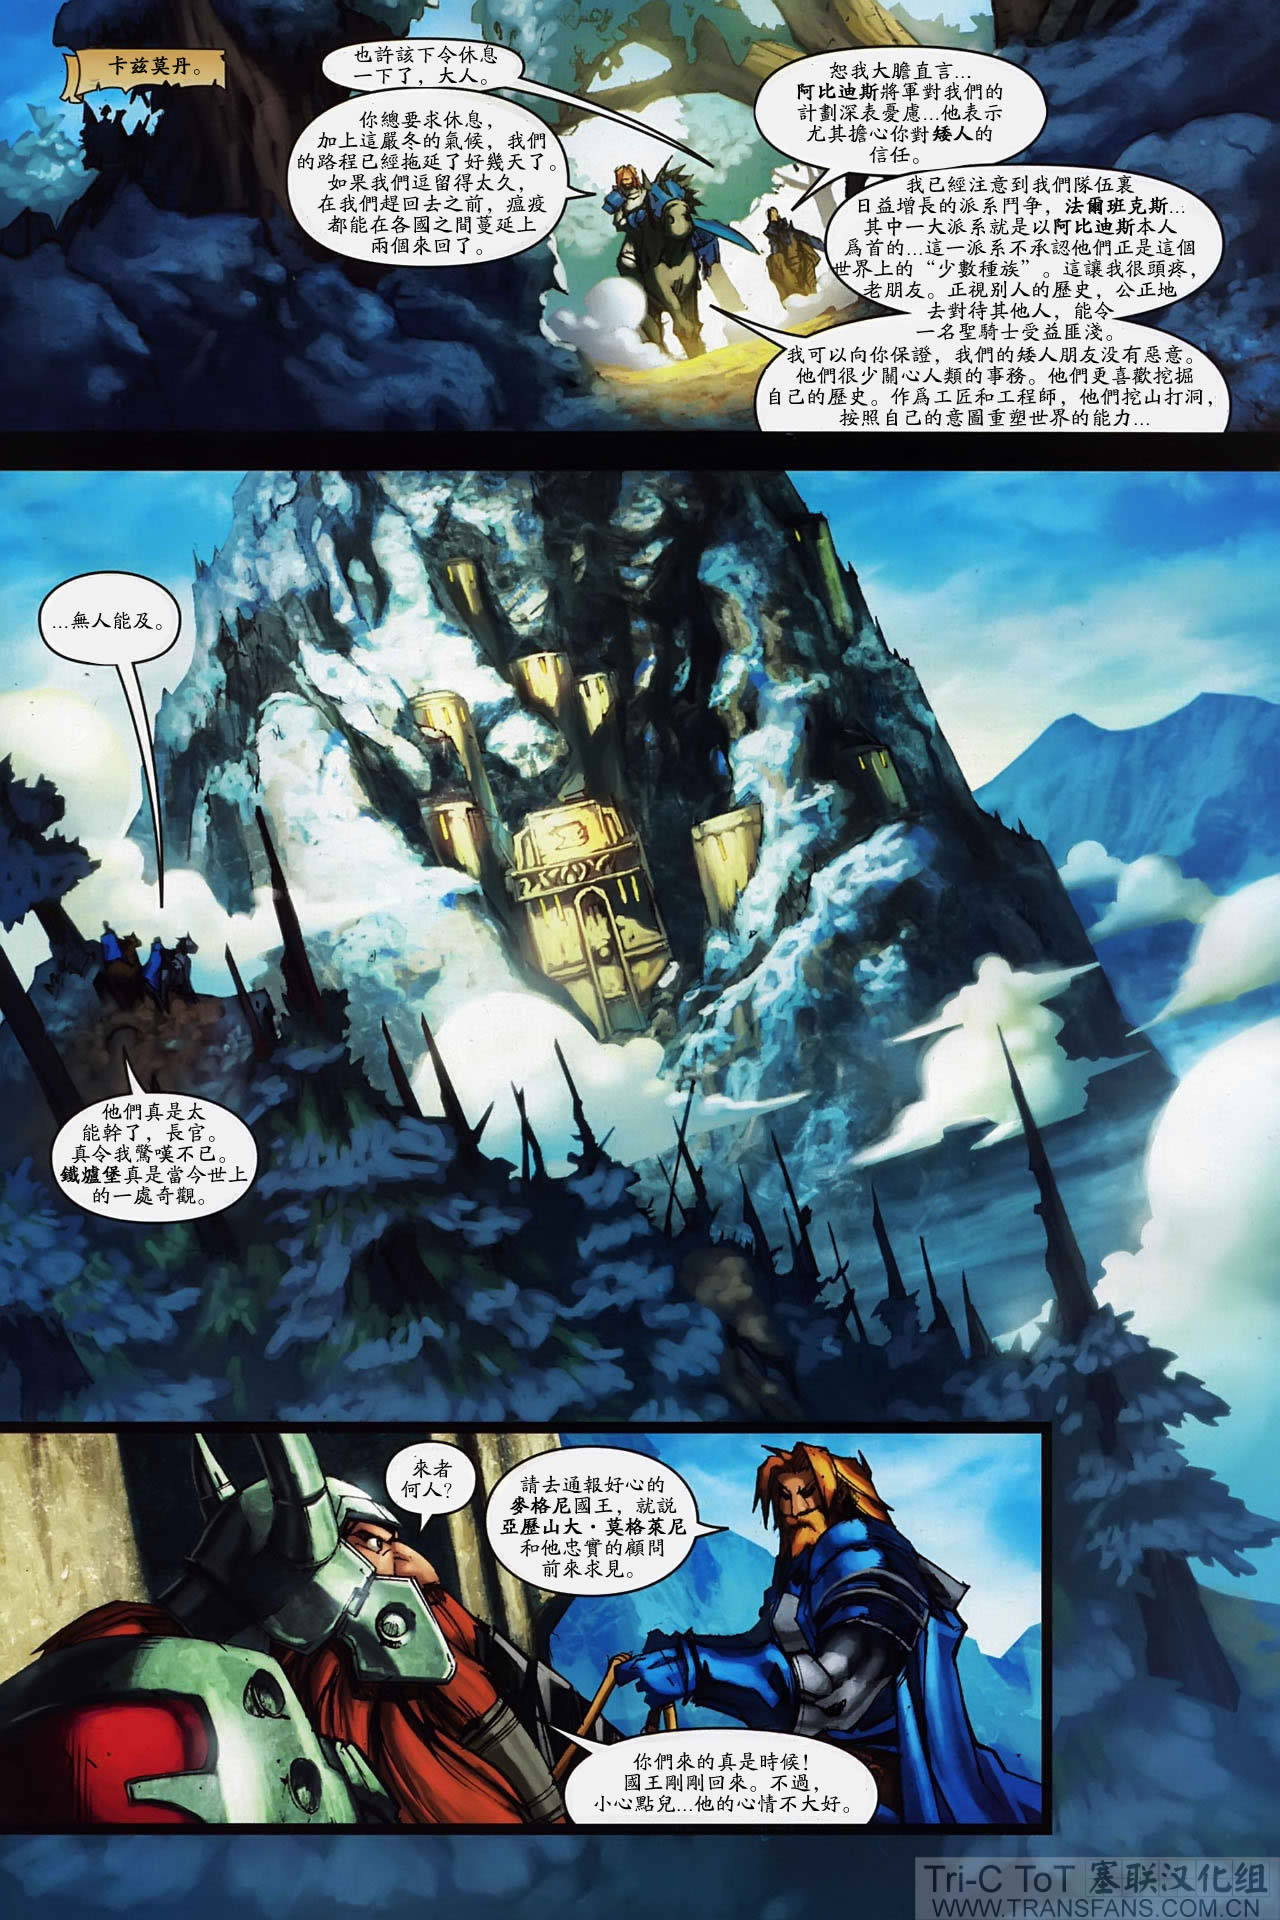 卡兹莫丹。
也許該下令休息
一下了，大人。
你總要求休息，
加上這嚴冬的氣候，我們
的路程已經拖延了好幾天了。
如果我們逗留得太久，
在我們趕回去之前，瘟疫
都能在各國之間蔓延上
兩個來回了。
恕我大膽直言...
阿比迪斯將軍對我們的
計劃深表憂慮...他表示
尤其擔心你對矮人的
信任。
我已經注意到我們隊伍裏
日益增長的派系鬥争，法爾班克斯...
其中一大派系就是以阿比迪斯本人
爲首的...這一派系不承認他們正是這個
世界上的“少數種族”。這讓我很頭疼，
老朋友。正視别人的歷史，公正地
去對待其他人，能令
一名聖騎士受益匪淺。
我可以向你保證，我們的矮人朋友没有惡意。
他們很少關心人類的事務。他們更喜歡挖掘
自己的歷史。作爲工匠和工程師，他們挖山打洞，
按照自己的意圖重塑世界的能力...
...無人能及。
他們真是太
能幹了，長官。
真令我驚嘆不已。
鐵爐堡真是當今世上
的一處奇觀。
來者
何人？
請去通報好心的
麥格尼國王，就説
亞歷山大·莫格萊尼
和他忠實的顧問
前來求見。
你們來的真是時候！
國王剛剛回來。不過，
小心點兒...他的心情不大好。
Tri-C ToT 塞联汉化组
WWW.TRANSFANS.COM.CN